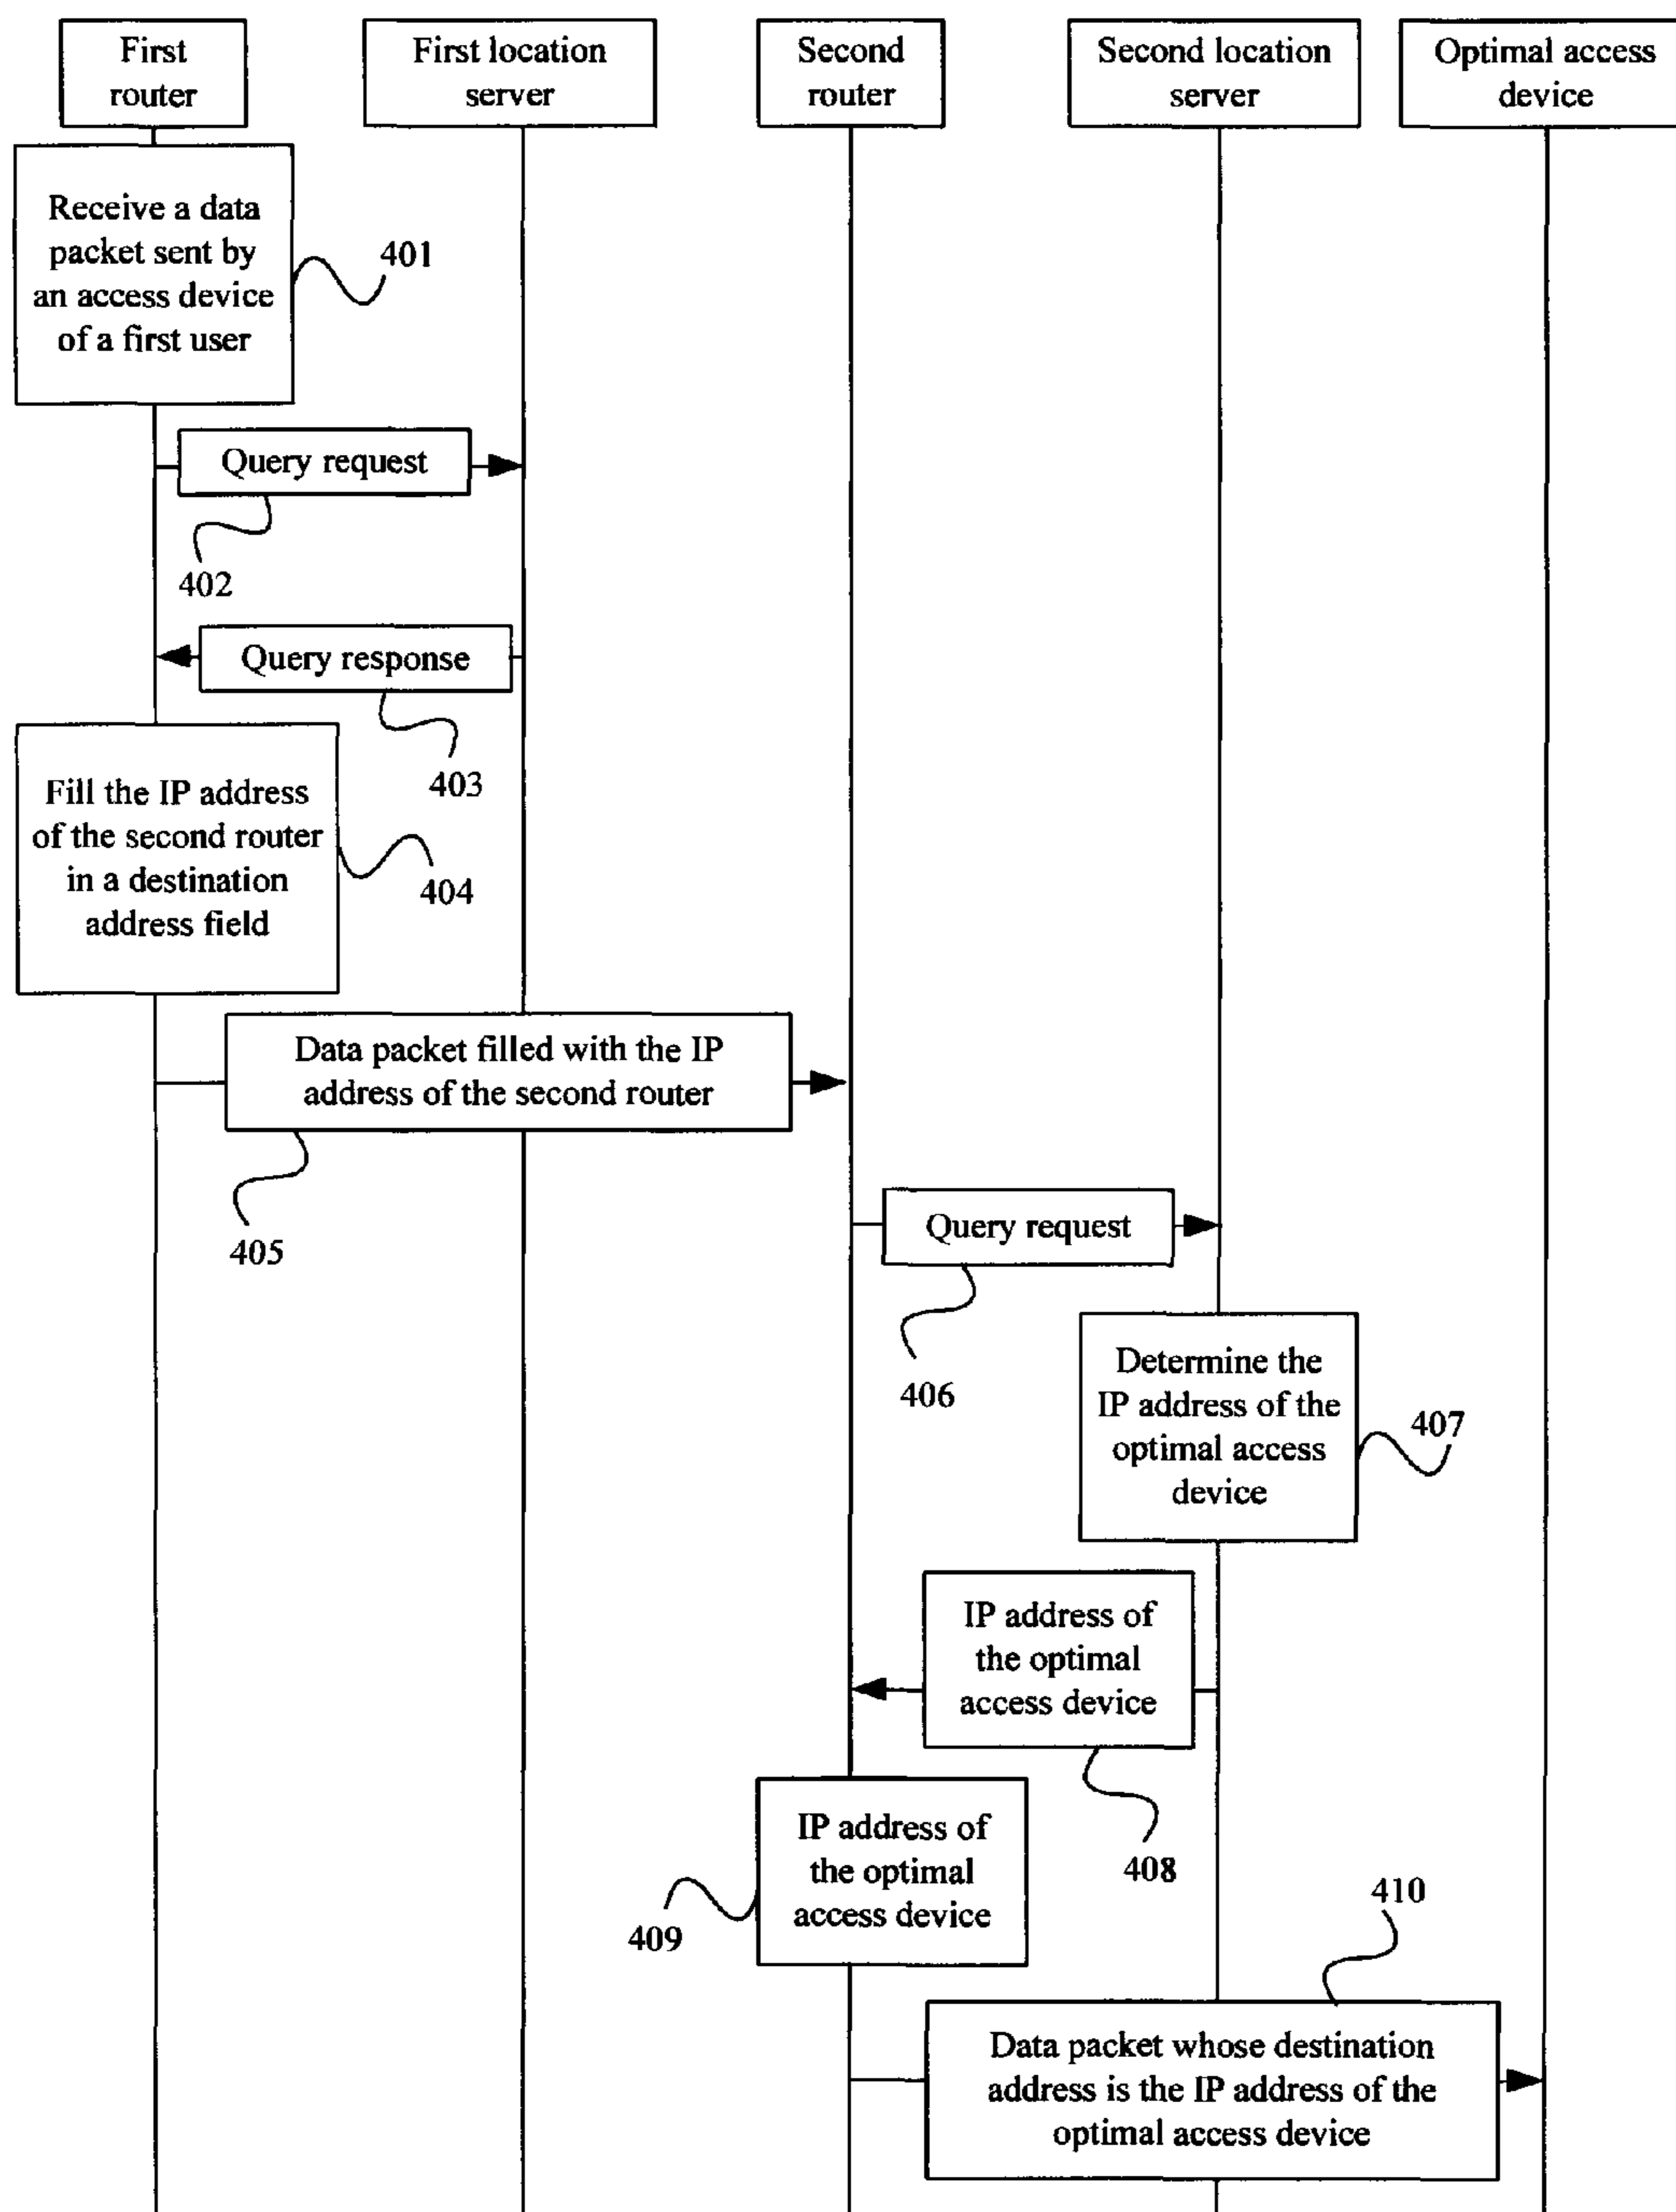 First
router
First location
server
Second
router
Second location
server
Optimal access
device
Receive a data
packet sent by
an access device
of a first user
401
Query request
402
Query response
403
Fill the IP address
of the second router
in a destination
address field
404
Data packet filled with the IP
address of the second router
405
Query request
406
Determine the
IP address of the
optimal access
device
407
IP address of
the optimal
access device
408
IP address of
the optimal
access device
409
410
Data packet whose destination
address is the IP address of the
optimal access device